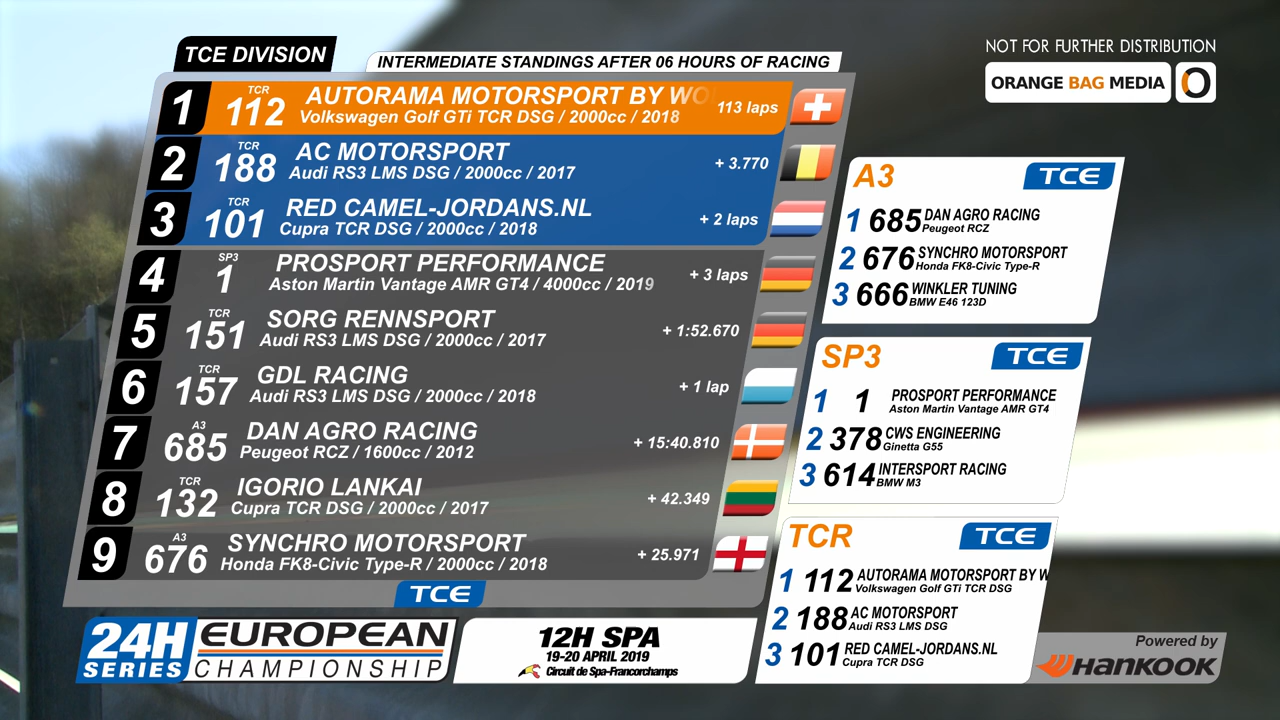 TCE DIVISION
INTERMEDIATE STANDINGS AFTER 06 HOURS OF RACING
NOT FOR FURTHER DISTRIBUTION
ORANGE BAG MEDIA
1 TCR 112 AUTORAMA MOTORSPORT BY WO 113 laps
Volkswagen Golf GTi TCR DSG / 2000cc / 2018
2 TCR 188 AC MOTORSPORT + 3.770
Audi RS3 LMS DSG / 2000cc / 2017
3 TCR 101 RED CAMEL-JORDANS.NL + 2 laps
Cupra TCR DSG / 2000cc / 2018
4 SP3 1 PROSPORT PERFORMANCE + 3 laps
Aston Martin Vantage AMR GT4 / 4000cc / 2019
5 TCR 151 SORG RENNSPORT + 1:52.670
Audi RS3 LMS DSG / 2000cc / 2017
6 TCR 157 GDL RACING + 1 lap
Audi RS3 LMS DSG / 2000cc / 2018
7 A3 685 DAN AGRO RACING + 15:40.810
Peugeot RCZ / 1600cc / 2012
8 TCR 132 IGORIO LANKAI + 42.349
Cupra TCR DSG / 2000cc / 2017
9 A3 676 SYNCHRO MOTORSPORT + 25.971
Honda FK8-Civic Type-R / 2000cc / 2018
TCE
A3 TCE
1 685 DAN AGRO RACING
Peugeot RCZ
2 676 SYNCHRO MOTORSPORT
Honda FK8-Civic Type-R
3 666 WINKLER TUNING
BMW E46 123D
SP3 TCE
1 1 PROSPORT PERFORMANCE
Aston Martin Vantage AMR GT4
2 378 CWS ENGINEERING
Ginetta G55
3 614 INTERSPORT RACING
BMW M3
TCR TCE
1 112 AUTORAMA MOTORSPORT BY W
Volkswagen Golf GTi TCR DSG
2 188 AC MOTORSPORT
Audi RS3 LMS DSG
3 101 RED CAMEL-JORDANS.NL
Cupra TCR DSG
24H SERIES
EUROPEAN CHAMPIONSHIP
12H SPA
19-20 APRIL 2019
Circuit de Spa-Francorchamps
Powered by
HANKOOK